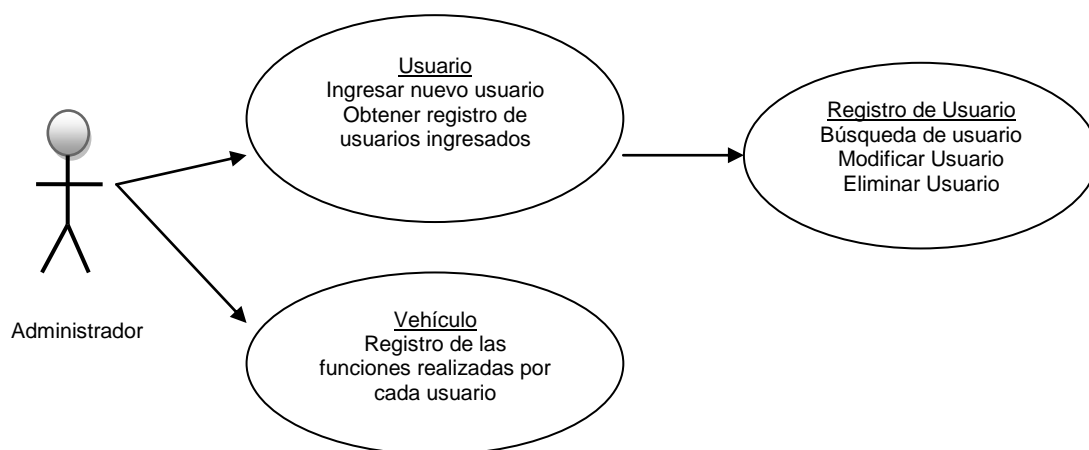 Usuario
Ingresar nuevo usuario
Obtener registro de
usuarios ingresados
Registro de Usuario
Búsqueda de usuario
Modificar Usuario
Eliminar Usuario
Administrador
Vehículo
Registro de las
funciones realizadas por
cada usuario